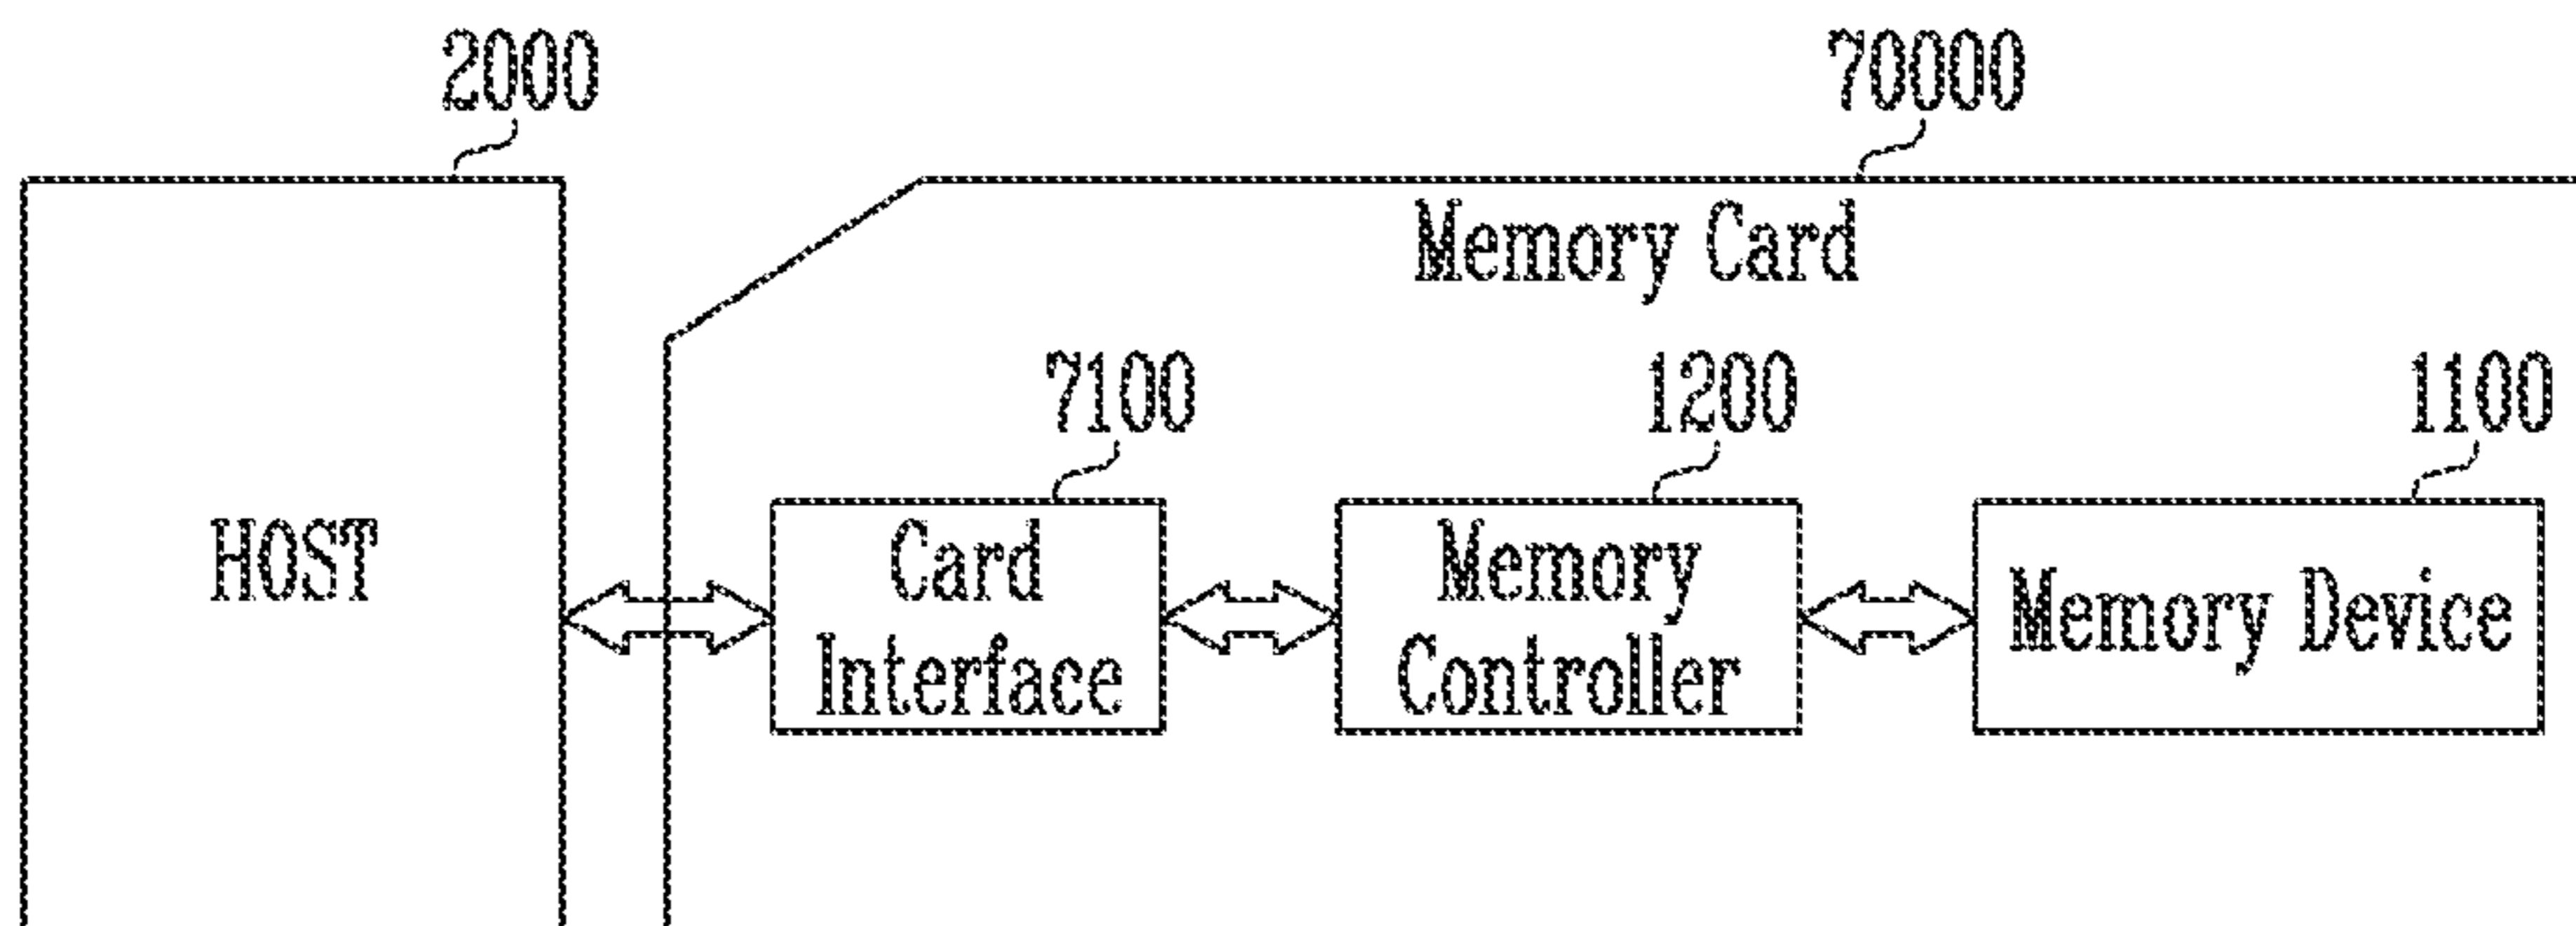 2000
70000
Memory Card
7100
1200
1100
HOST
Card
Interface
Memory
Controller
Memory Device